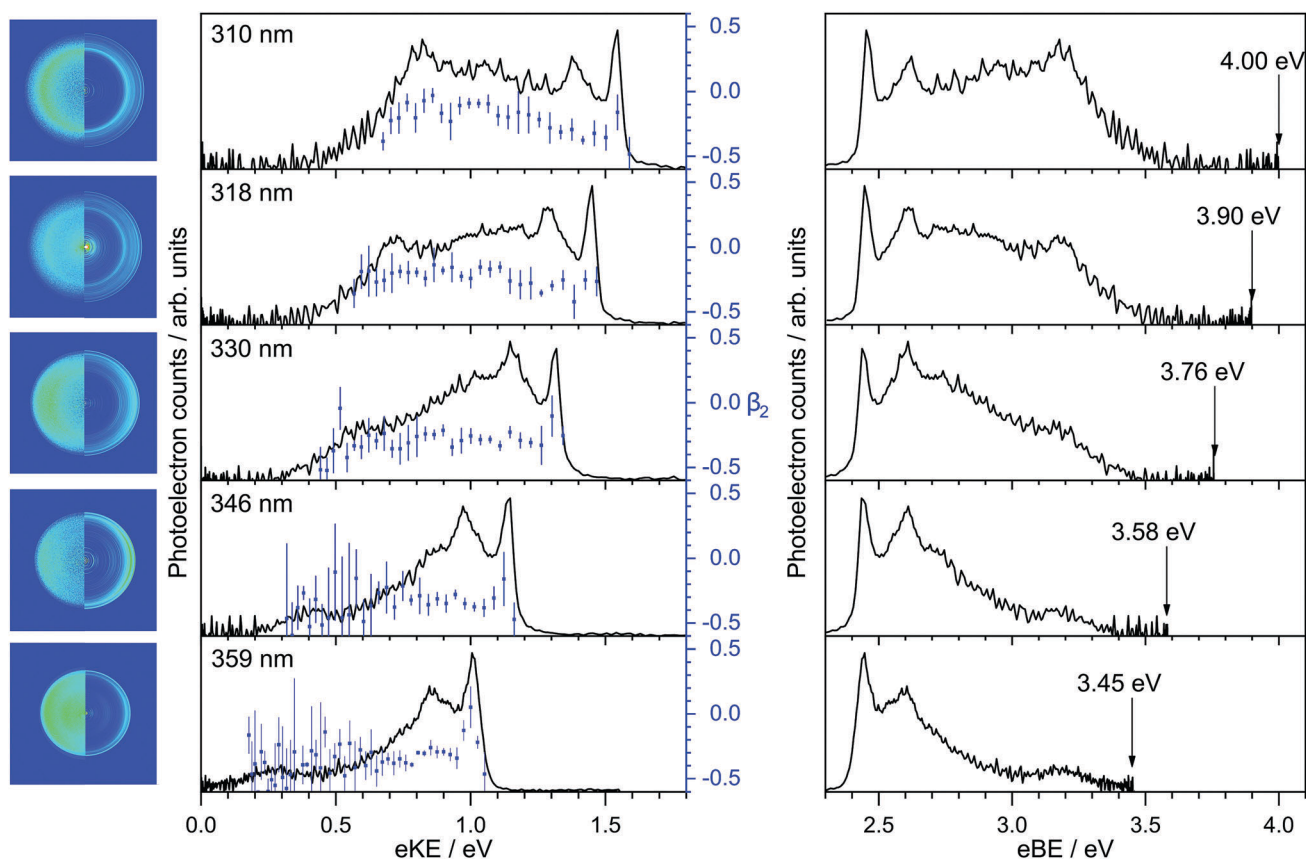 310 nm
0.5
0.0
-0.5
4.00 eV
318 nm
0.5
0.0
-0.5
3.90 eV
330 nm
0.5
0.0
-0.5
3.76 eV
346 nm
0.5
0.0
-0.5
3.58 eV
359 nm
0.5
0.0
-0.5
3.45 eV
Photoelectron counts / arb. units
β₂
Photoelectron counts / arb. units
0.0 0.5 1.0 1.5
eKE / eV
2.5 3.0 3.5 4.0
eBE / eV